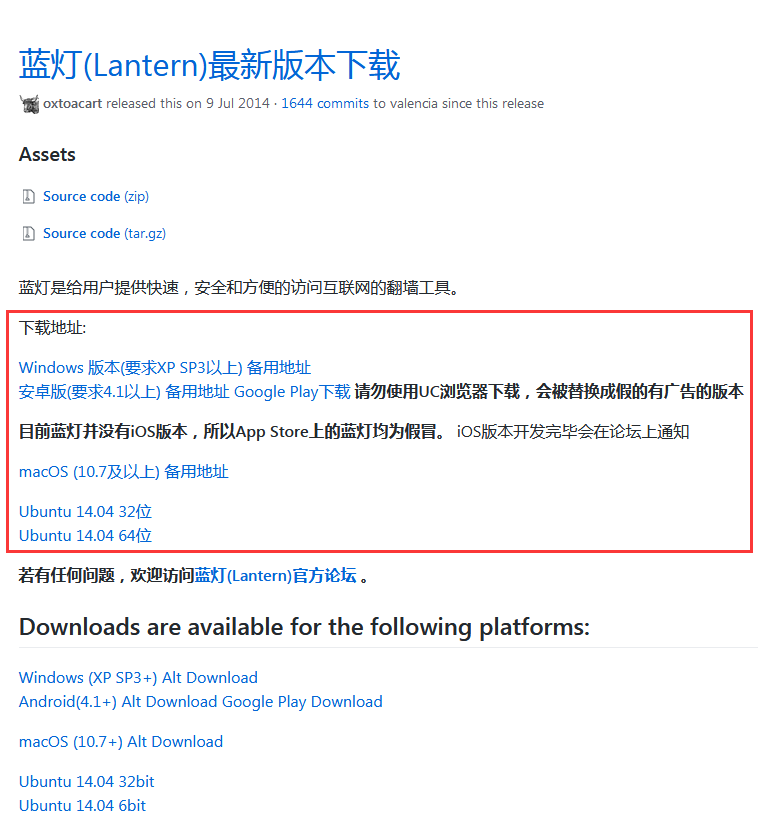 蓝灯(Lantern)最新版本下载
oxtoacart released this on 9 Jul 2014 · 1644 commits to valencia since this release
Assets
Source code (zip)
Source code (tar.gz)
蓝灯是给用户提供快速，安全和方便的访问互联网的翻墙工具。
下载地址:
Windows 版本(要求XP SP3以上) 备用地址
安卓版(要求4.1以上) 备用地址 Google Play下载 请勿使用UC浏览器下载，会被替换成假的有广告的版本
目前蓝灯并没有iOS版本，所以App Store上的蓝灯均为假冒。 iOS版本开发完毕会在论坛上通知
macOS (10.7及以上) 备用地址
Ubuntu 14.04 32位
Ubuntu 14.04 64位
若有任何问题，欢迎访问蓝灯(Lantern)官方论坛 。
Downloads are available for the following platforms:
Windows (XP SP3+) Alt Download
Android(4.1+) Alt Download Google Play Download
macOS (10.7+) Alt Download
Ubuntu 14.04 32bit
Ubuntu 14.04 6bit